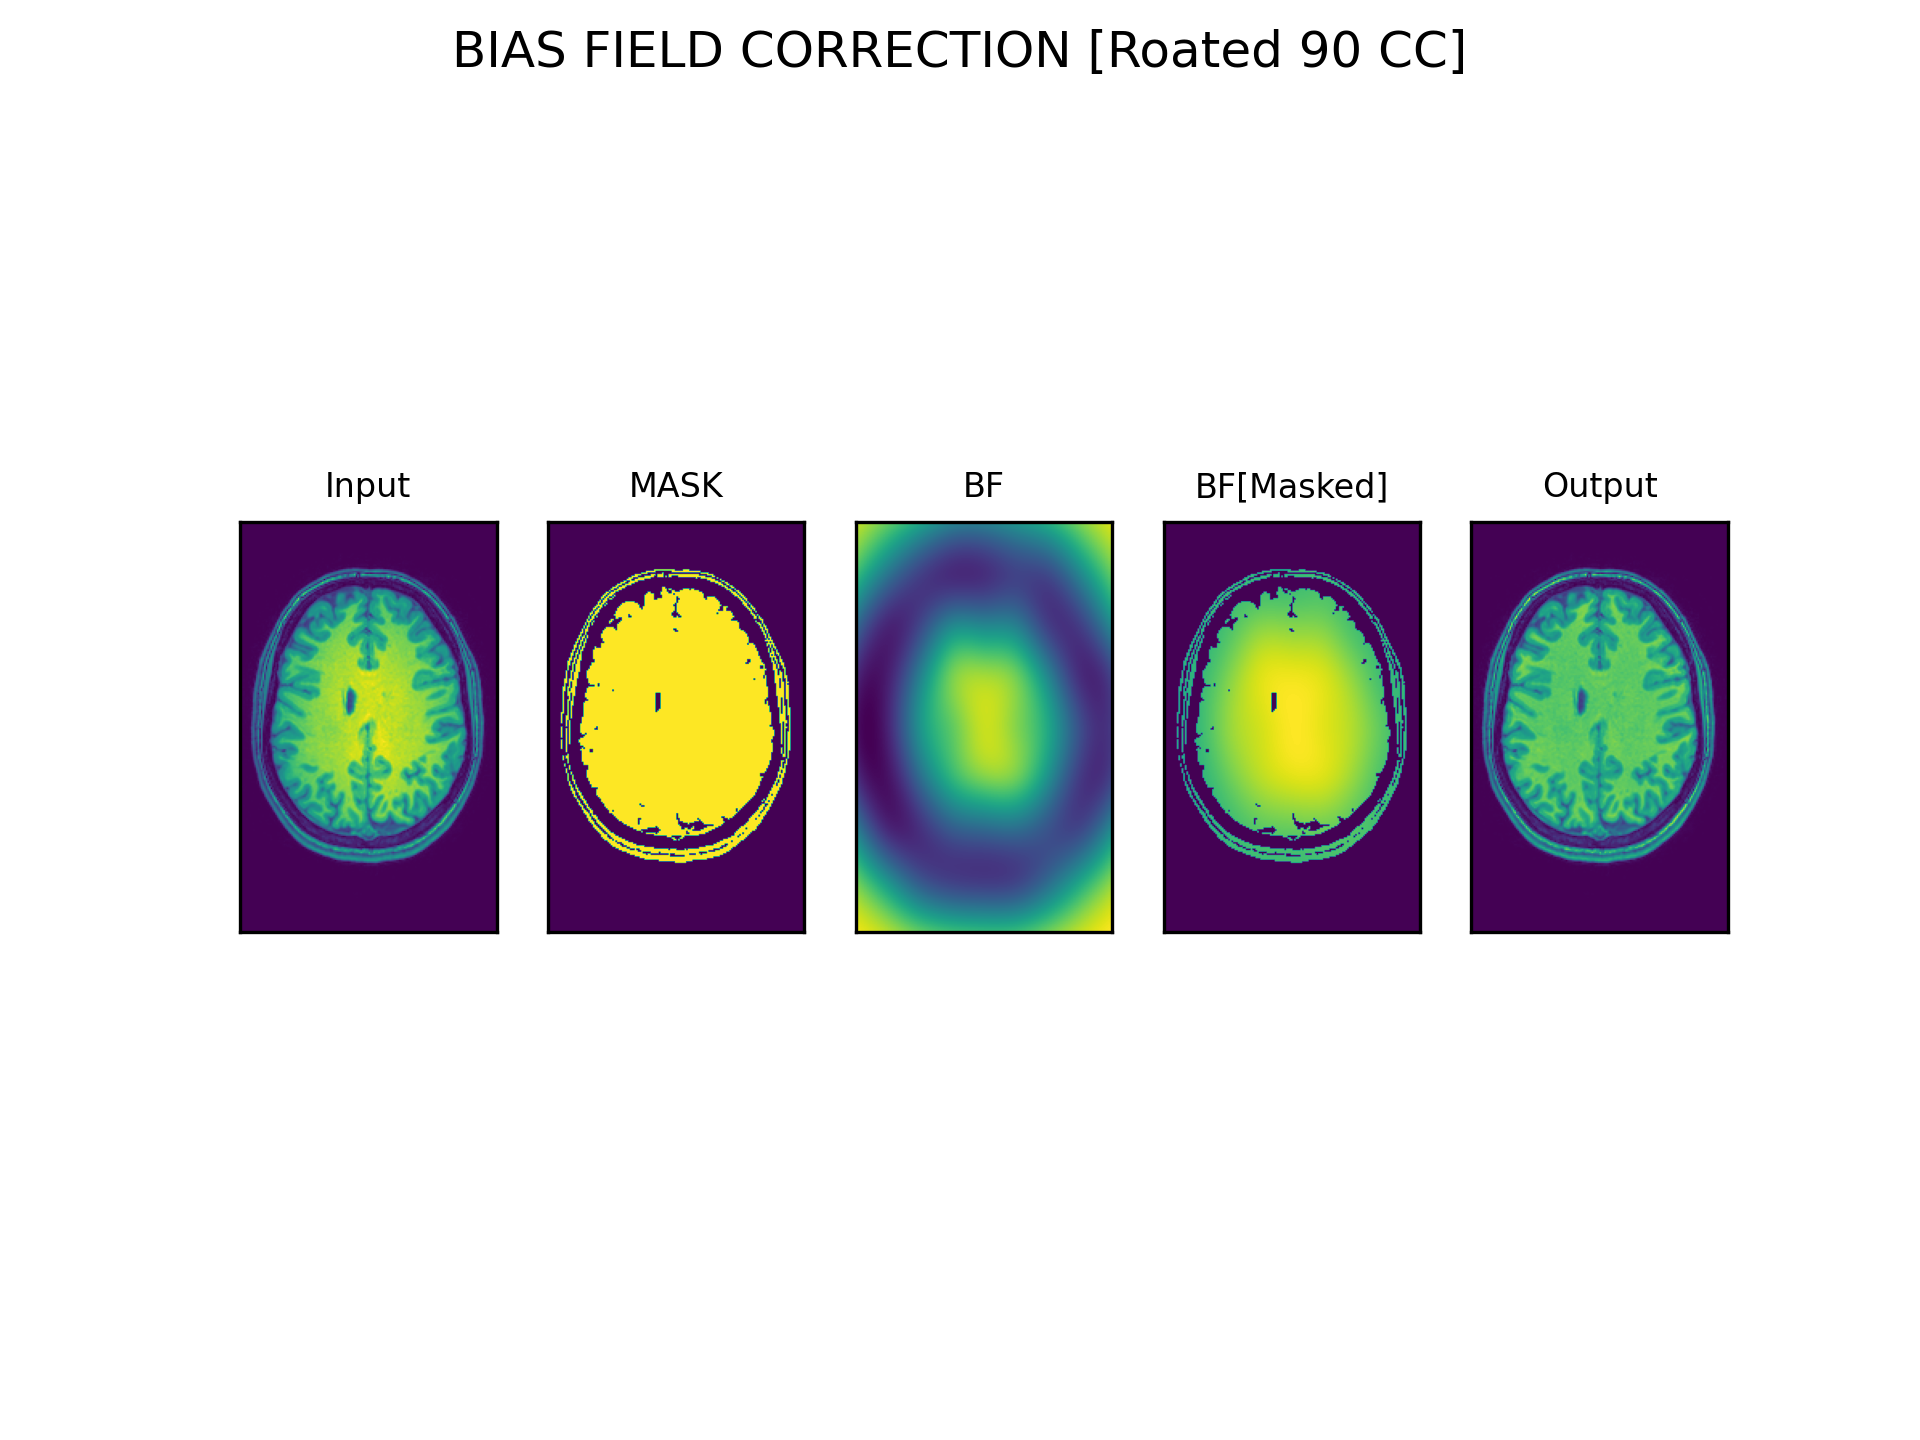 BIAS FIELD CORRECTION [Roated 90 CC]
Input
MASK
BF
BF[Masked]
Output